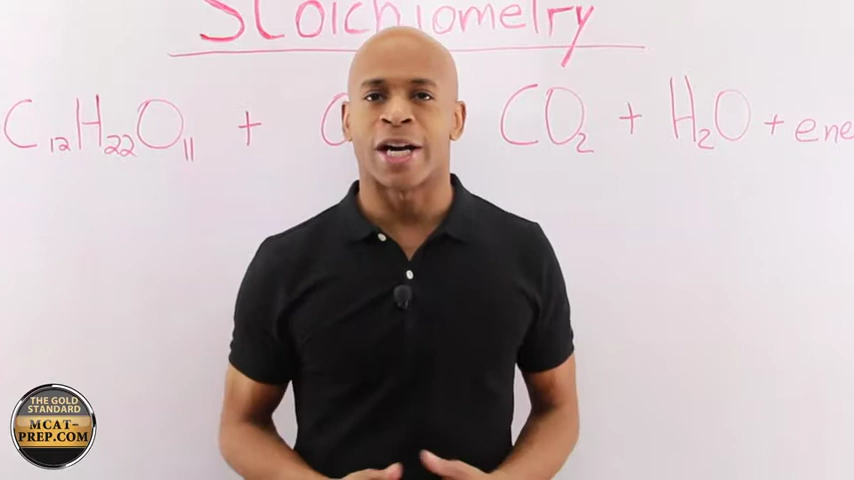 Stoichiometry
C₁₂H₂₂O₁₁ + CO₂ + H₂O + ene
THE GOLD
STANDARD
MCAT-
PREP.COM